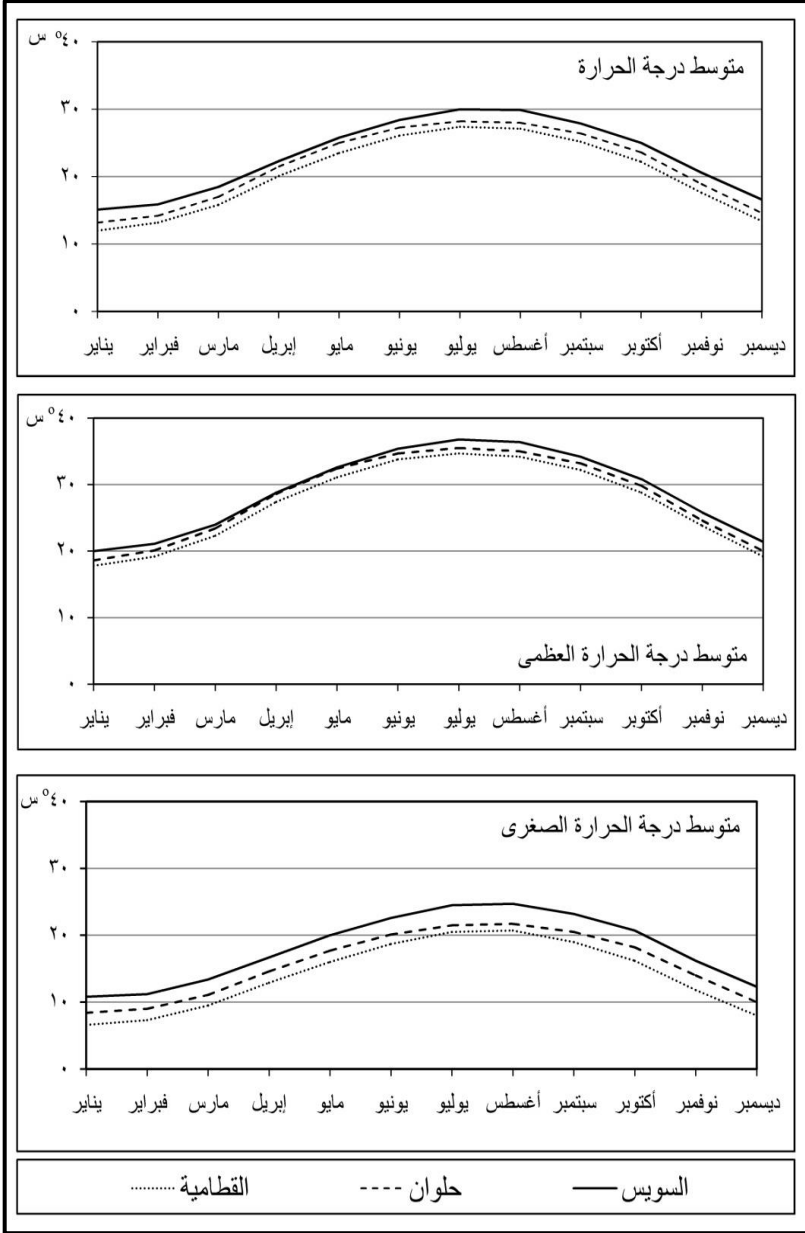 ٤٠° س
متوسط درجة الحرارة
٣٠
٢٠
١٠
٠
يناير فبراير مارس إبريل مايو يونيو يوليو أغسطس سبتمبر أكتوبر نوفمبر ديسمبر
٤٠° س
٣٠
٢٠
١٠
متوسط درجة الحرارة العظمى
٠
يناير فبراير مارس إبريل مايو يونيو يوليو أغسطس سبتمبر أكتوبر نوفمبر ديسمبر
٤٠° س
متوسط درجة الحرارة الصغرى
٣٠
٢٠
١٠
٠
يناير فبراير مارس إبريل مايو يونيو يوليو أغسطس سبتمبر أكتوبر نوفمبر ديسمبر
السويس حلوان القطامية